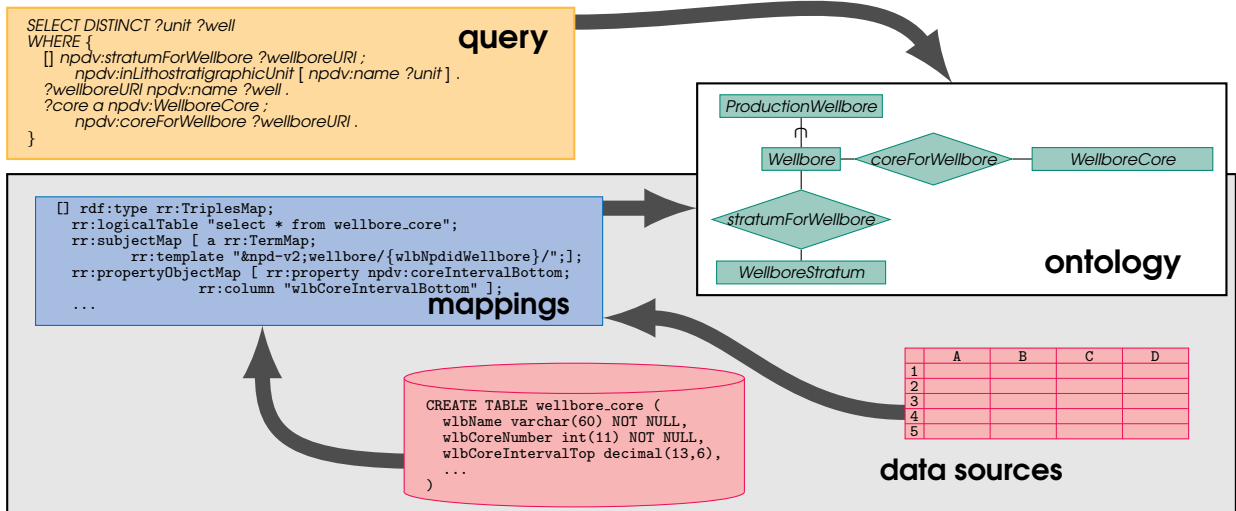 SELECT DISTINCT ?unit ?well
WHERE {
[] npdv:stratumForWellbore ?wellboreURI ;
npdv:inLithostratigraphicUnit [ npdv:name ?unit ] .
?wellboreURI npdv:name ?well .
?core a npdv:WellboreCore ;
npdv:coreForWellbore ?wellboreURI .
}
query
ProductionWellbore
∩
Wellbore
coreForWellbore
WellboreCore
stratumForWellbore
WellboreStratum
ontology
[] rdf:type rr:TriplesMap;
rr:logicalTable "select * from wellbore_core";
rr:subjectMap [ a rr:TermMap;
rr:template "&npd-v2;wellbore/{wlbNpdidWellbore}/";];
rr:propertyObjectMap [ rr:property npdv:coreIntervalBottom;
rr:column "wlbCoreIntervalBottom" ];
...
mappings
CREATE TABLE wellbore_core (
wlbName varchar(60) NOT NULL,
wlbCoreNumber int(11) NOT NULL,
wlbCoreIntervalTop decimal(13,6),
...
)
A B C D
1
2
3
4
5
data sources